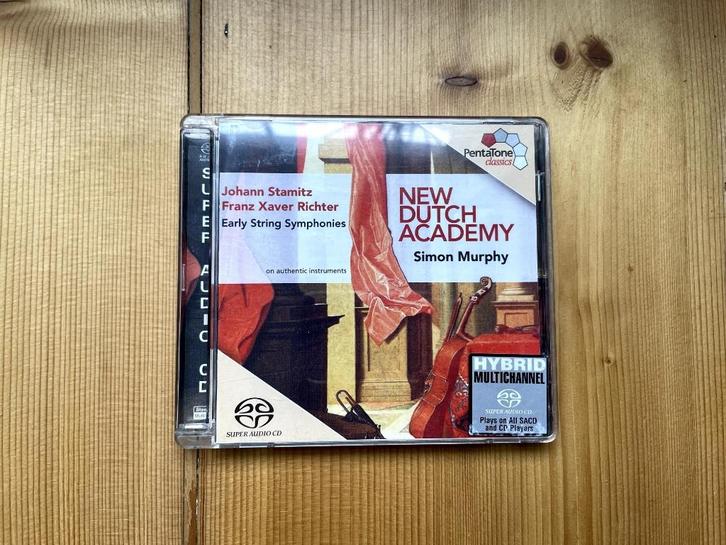 SUPER AUDIO CD
Johann Stamitz
Franz Xaver Richter
Early String Symphonies
on authentic instruments
PentaTone
classics
NEW
DUTCH
ACADEMY
Simon Murphy
SUPER AUDIO CD
HYBRID
MULTICHANNEL
SUPER AUDIO CD
Plays on All SACD
and CD Players